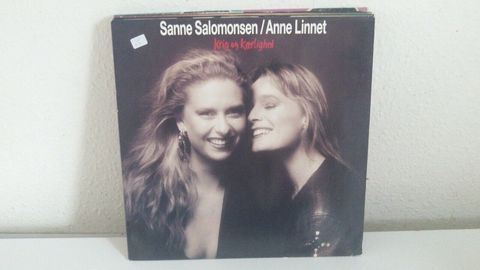 Sanne Salomonsen/Anne Linnet
Krig og Kærlighed